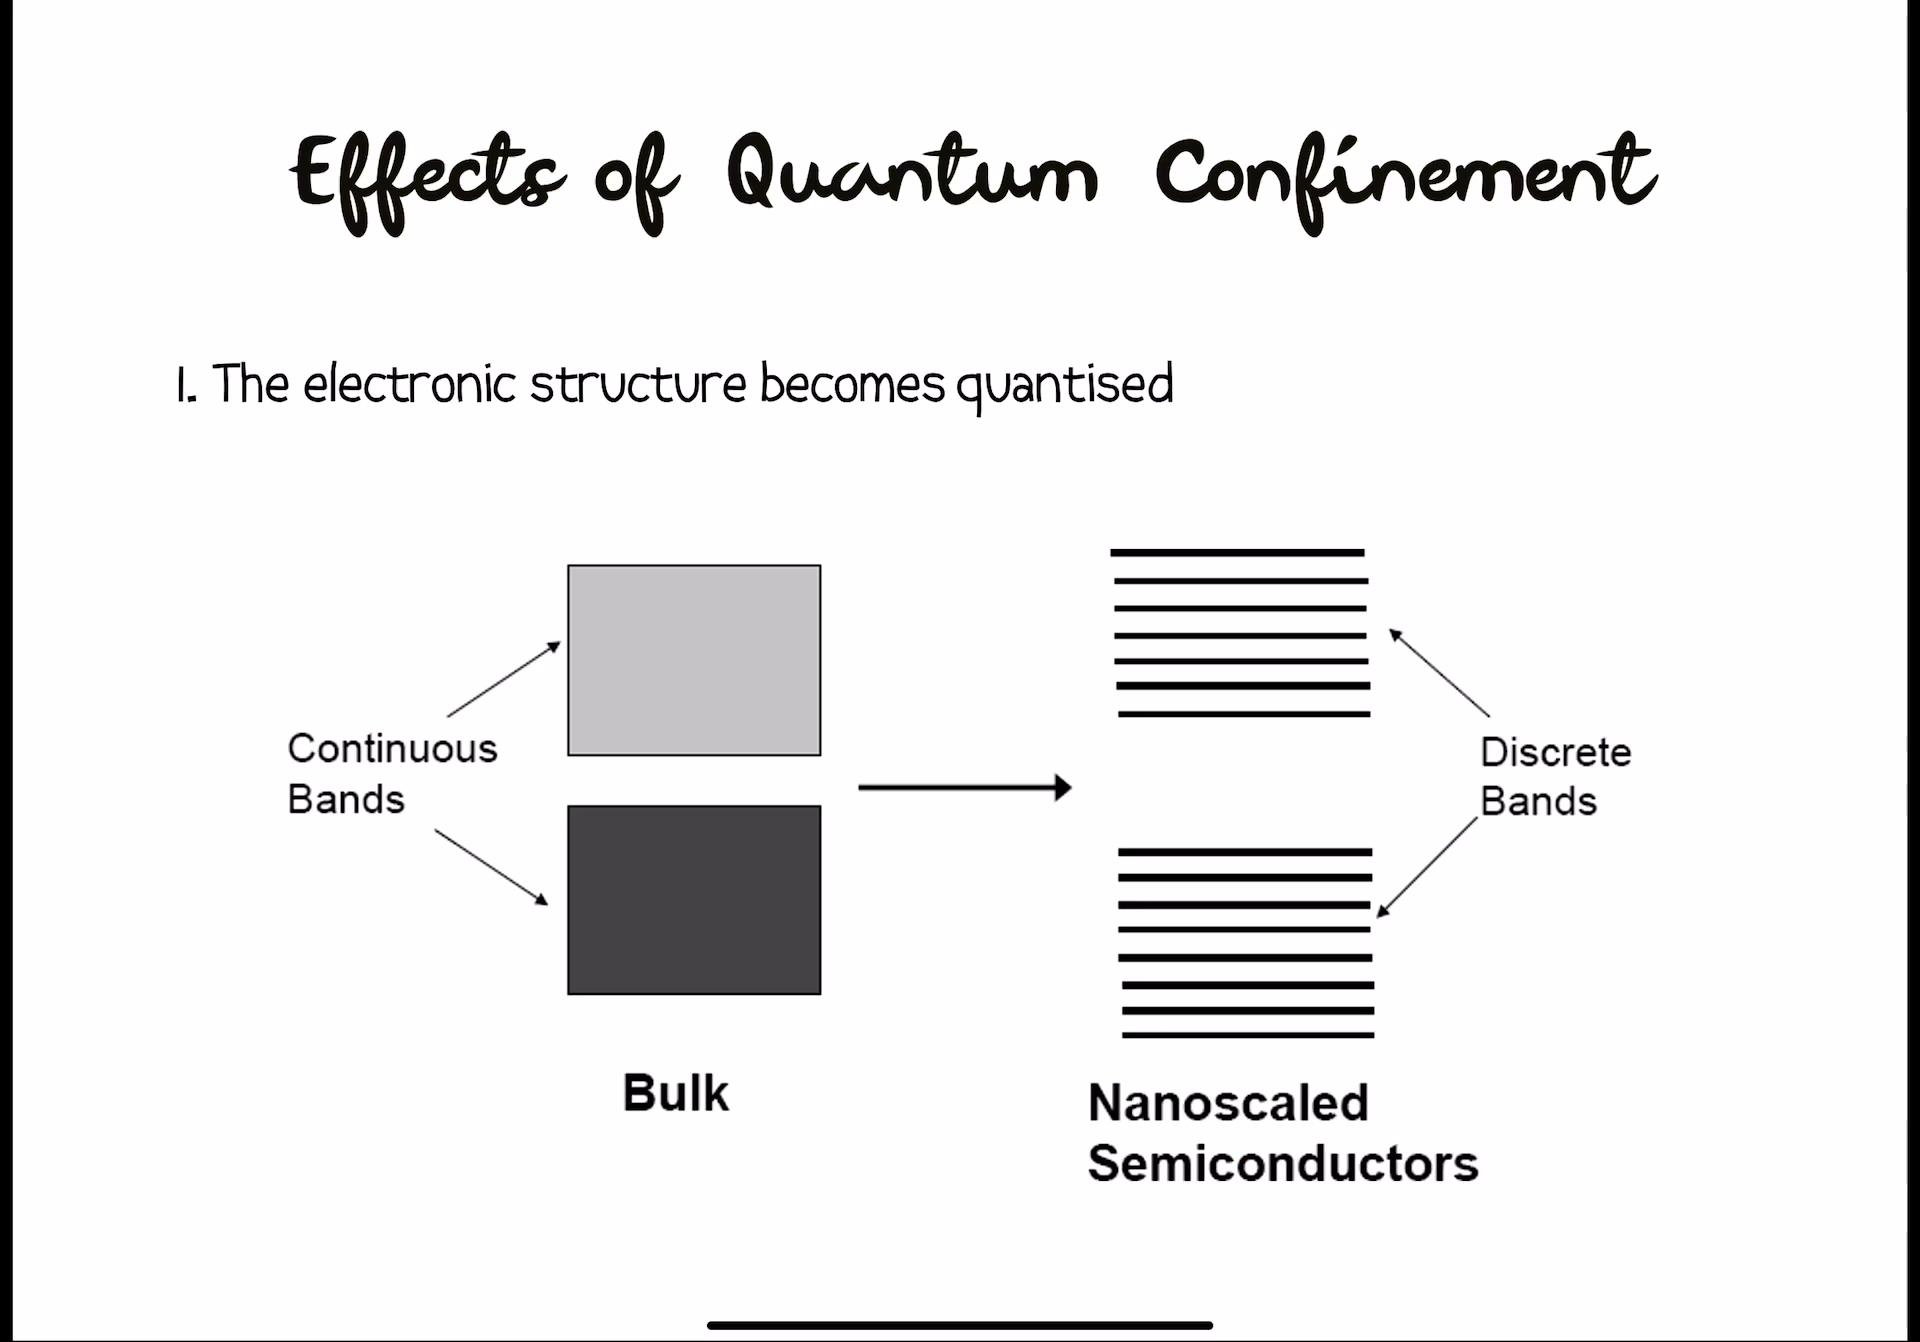 Effects of Quantum Confinement
1. The electronic structure becomes quantised
Continuous
Bands
Discrete
Bands
Bulk
Nanoscaled
Semiconductors